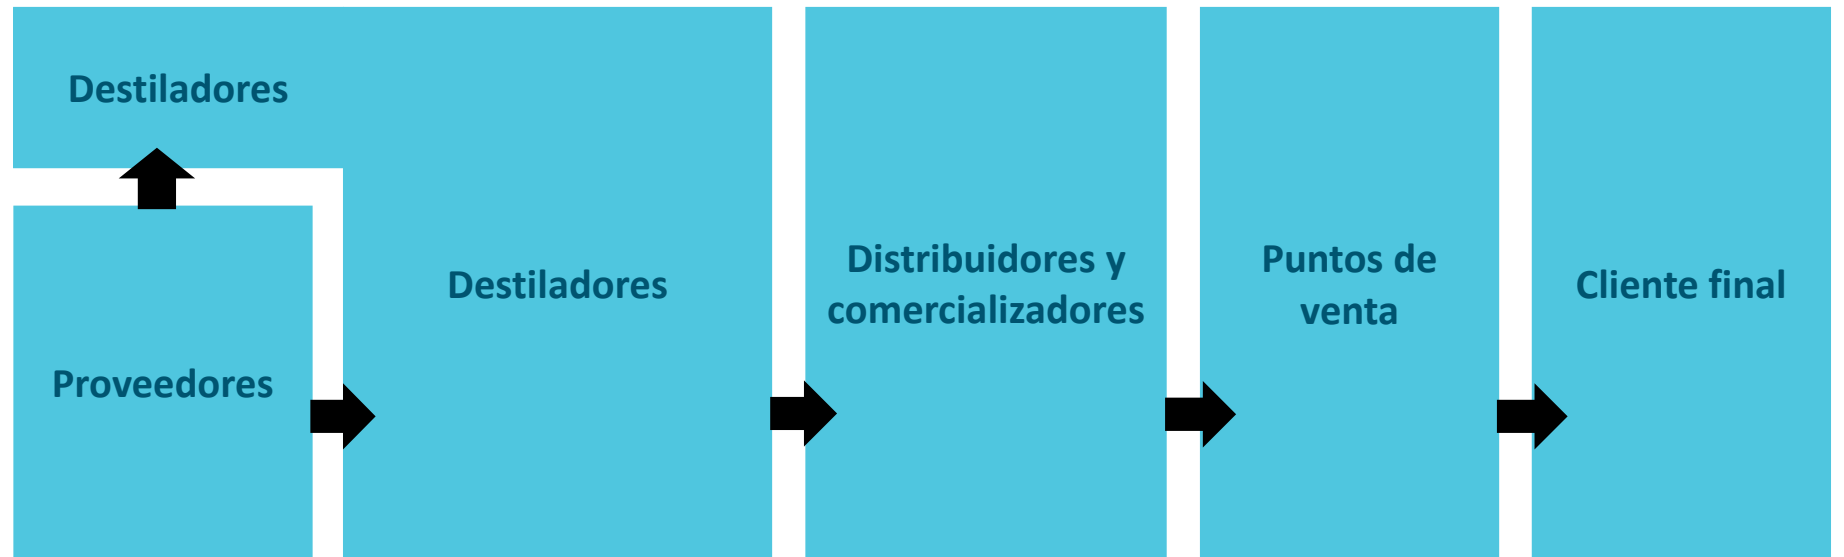 Destiladores
Proveedores
Destiladores
Distribuidores y
comercializadores
Puntos de
venta
Cliente final